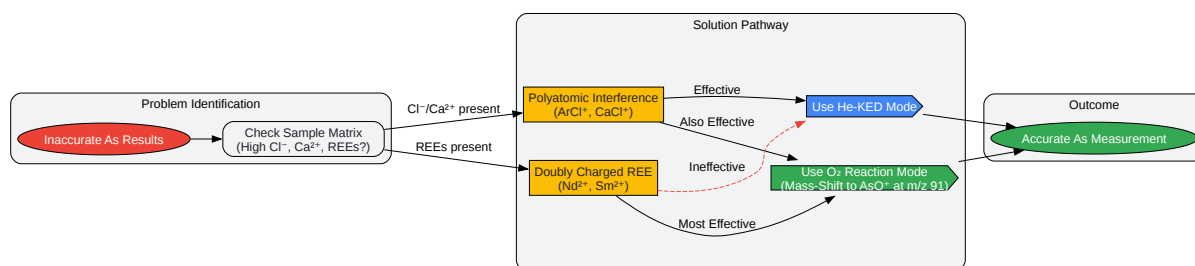 Solution Pathway
Problem Identification
Inaccurate As Results
Check Sample Matrix
(High Cl⁻, Ca²⁺, REEs?)
Cl⁻/Ca²⁺ present
REEs present
Polyatomic Interference
(ArCl⁺, CaCl⁺)
Doubly Charged REE
(Nd²⁺, Sm²⁺)
Effective
Also Effective
Ineffective
Most Effective
Use He-KED Mode
Use O₂ Reaction Mode
(Mass-Shift to AsO⁺ at m/z 91)
Outcome
Accurate As Measurement